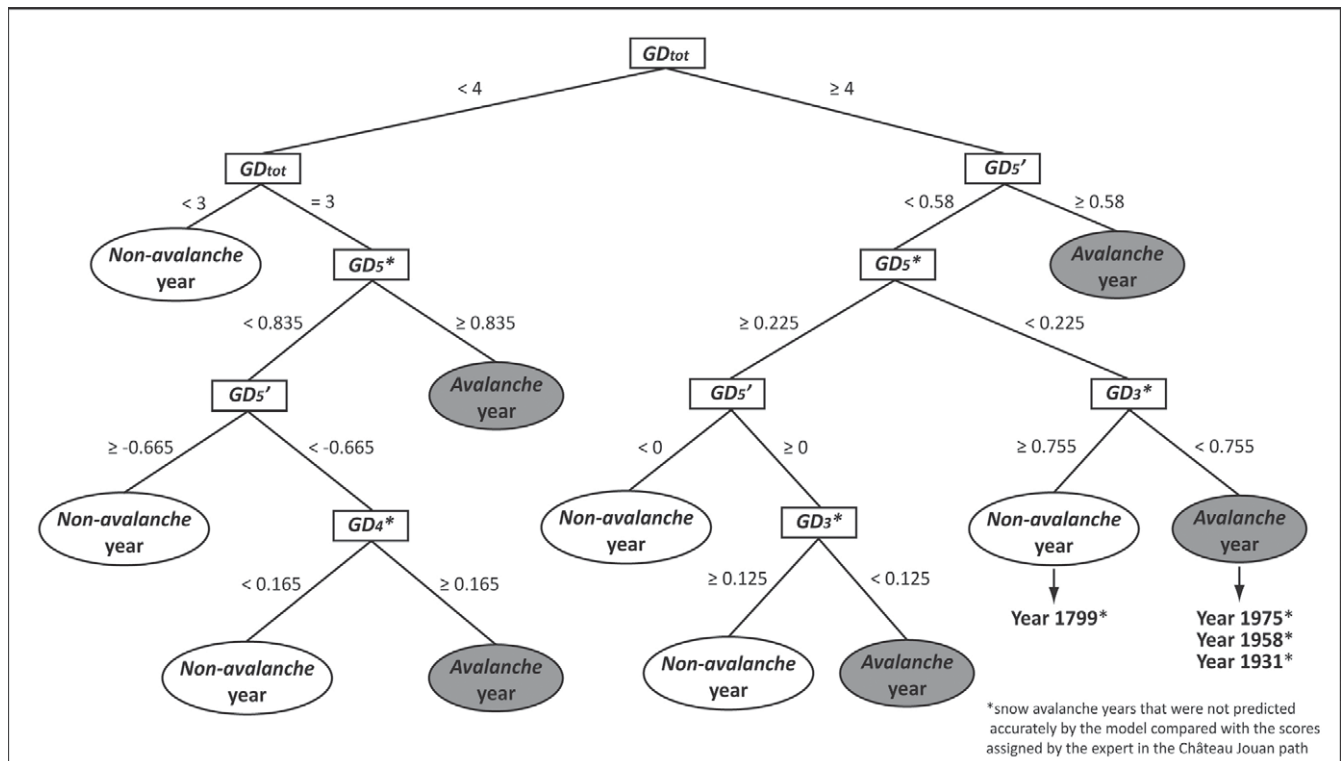 GDtot
< 4
≥ 4
GDtot
GD5’
< 3
= 3
< 0.58
≥ 0.58
Non-avalanche
year
GD5*
GD5*
Avalanche
year
< 0.835
≥ 0.835
≥ 0.225
< 0.225
GD5’
Avalanche
year
GD5’
GD3*
≥ -0.665
< -0.665
< 0
≥ 0
≥ 0.755
< 0.755
Non-avalanche
year
GD4*
Non-avalanche
year
GD3*
Non-avalanche
year
Avalanche
year
< 0.165
≥ 0.165
≥ 0.125
< 0.125
Year 1799*
Year 1975*
Year 1958*
Year 1931*
Non-avalanche
year
Avalanche
year
Non-avalanche
year
Avalanche
year
*snow avalanche years that were not predicted
accurately by the model compared with the scores
assigned by the expert in the Château Jouan path